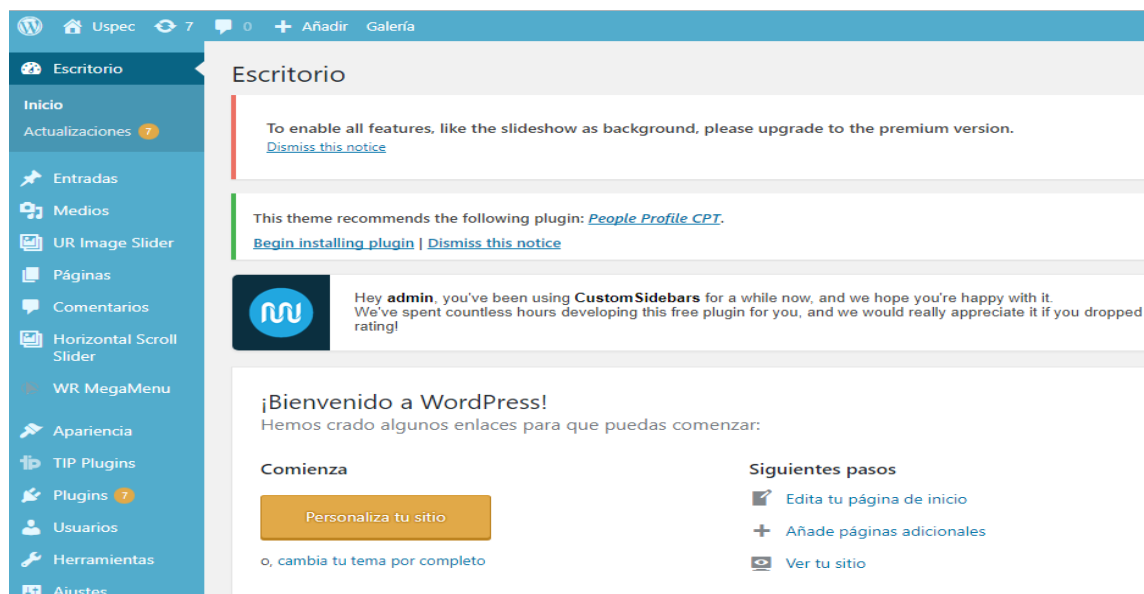 Uspec 7 0 Añadir Galería
Escritorio
Inicio
Actualizaciones 7
Entradas
Medios
UR Image Slider
Páginas
Comentarios
Horizontal Scroll
Slider
WR MegaMenu
Apariencia
TIP Plugins
Plugins 7
Usuarios
Herramientas
Ajustes
Escritorio
To enable all features, like the slideshow as background, please upgrade to the premium version.
Dismiss this notice
This theme recommends the following plugin: People Profile CPT.
Begin installing plugin | Dismiss this notice
Hey admin, you've been using CustomSidebars for a while now, and we hope you're happy with it.
We've spent countless hours developing this free plugin for you, and we would really appreciate it if you dropped
rating!
¡Bienvenido a WordPress!
Hemos crado algunos enlaces para que puedas comenzar:
Comienza
Personaliza tu sitio
o, cambia tu tema por completo
Siguientes pasos
Edita tu página de inicio
Añade páginas adicionales
Ver tu sitio